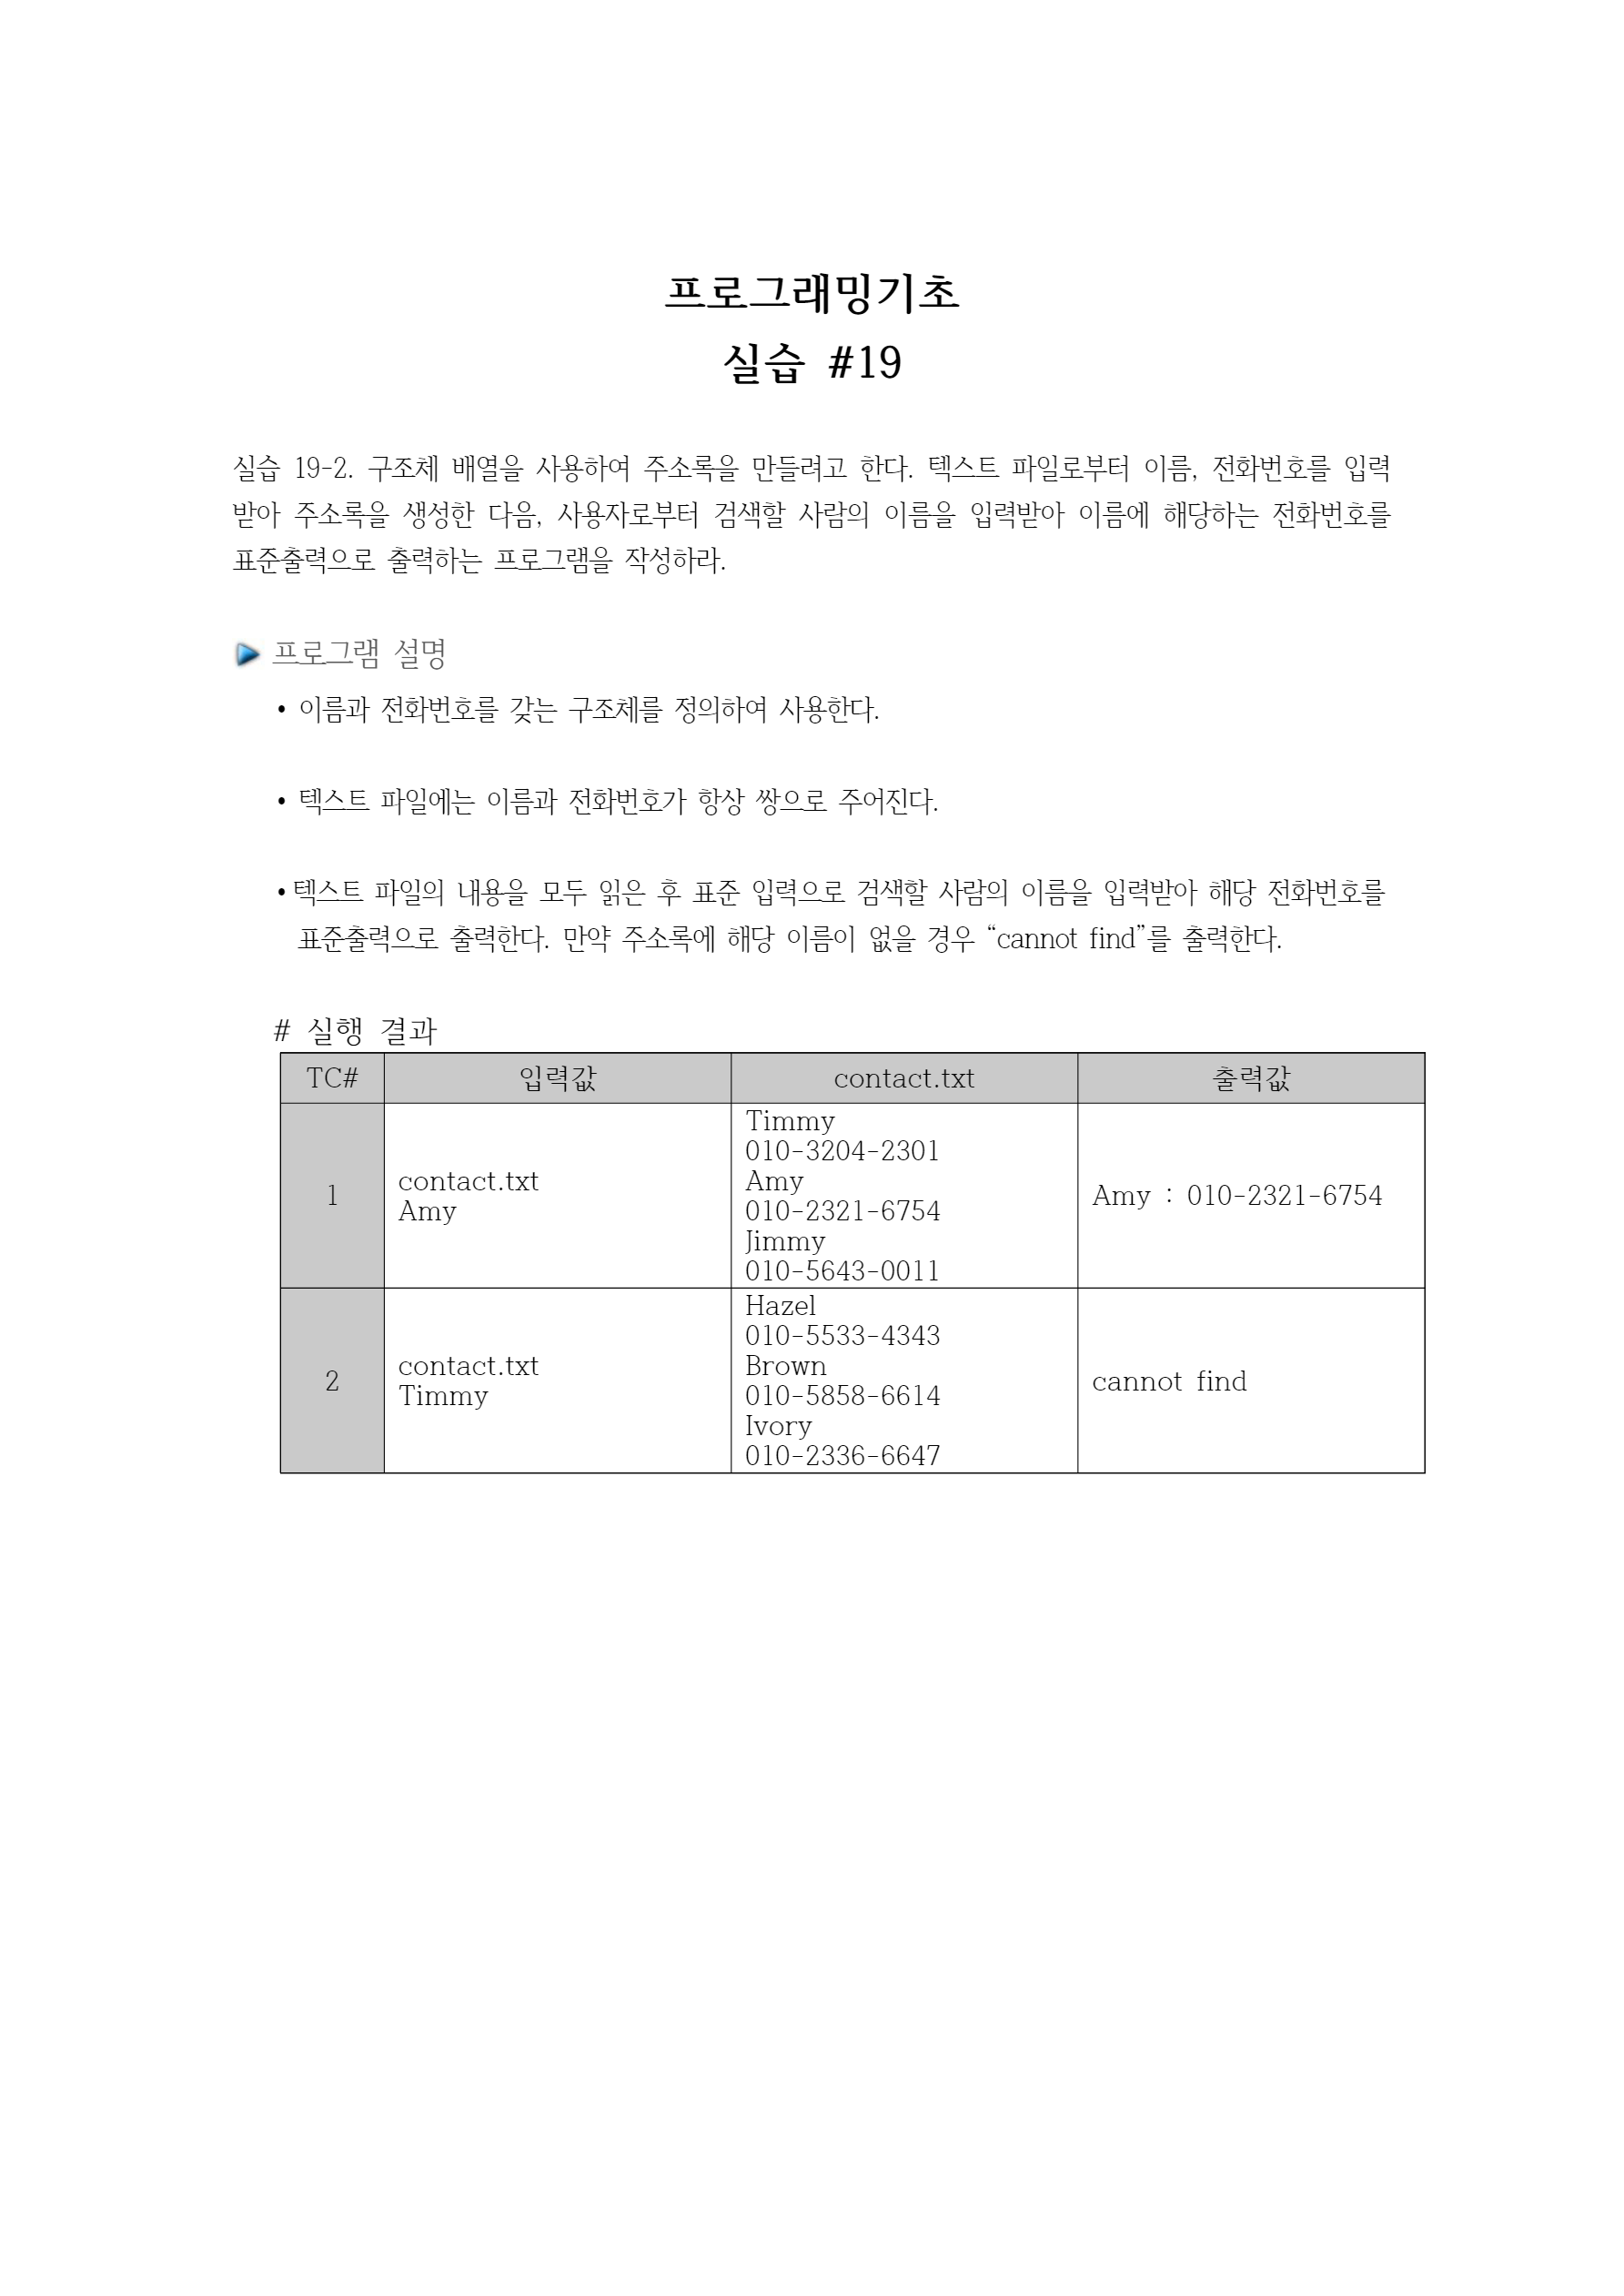 프로그래밍기초
실습 #19
실습 19-2. 구조체 배열을 사용하여 주소록을 만들려고 한다. 텍스트 파일로부터 이름, 전화번호를 입력
받아 주소록을 생성한 다음, 사용자로부터 검색할 사람의 이름을 입력받아 이름에 해당하는 전화번호를
표준출력으로 출력하는 프로그램을 작성하라.
프로그램 설명
• 이름과 전화번호를 갖는 구조체를 정의하여 사용한다.
• 텍스트 파일에는 이름과 전화번호가 항상 쌍으로 주어진다.
• 텍스트 파일의 내용을 모두 읽은 후 표준 입력으로 검색할 사람의 이름을 입력받아 해당 전화번호를
표준출력으로 출력한다. 만약 주소록에 해당 이름이 없을 경우 “cannot find”를 출력한다.
# 실행 결과
TC# 입력값 contact.txt 출력값
1
contact.txt
Amy
Timmy
010-3204-2301
Amy
010-2321-6754
Jimmy
010-5643-0011
Amy : 010-2321-6754
2
contact.txt
Timmy
Hazel
010-5533-4343
Brown
010-5858-6614
Ivory
010-2336-6647
cannot find